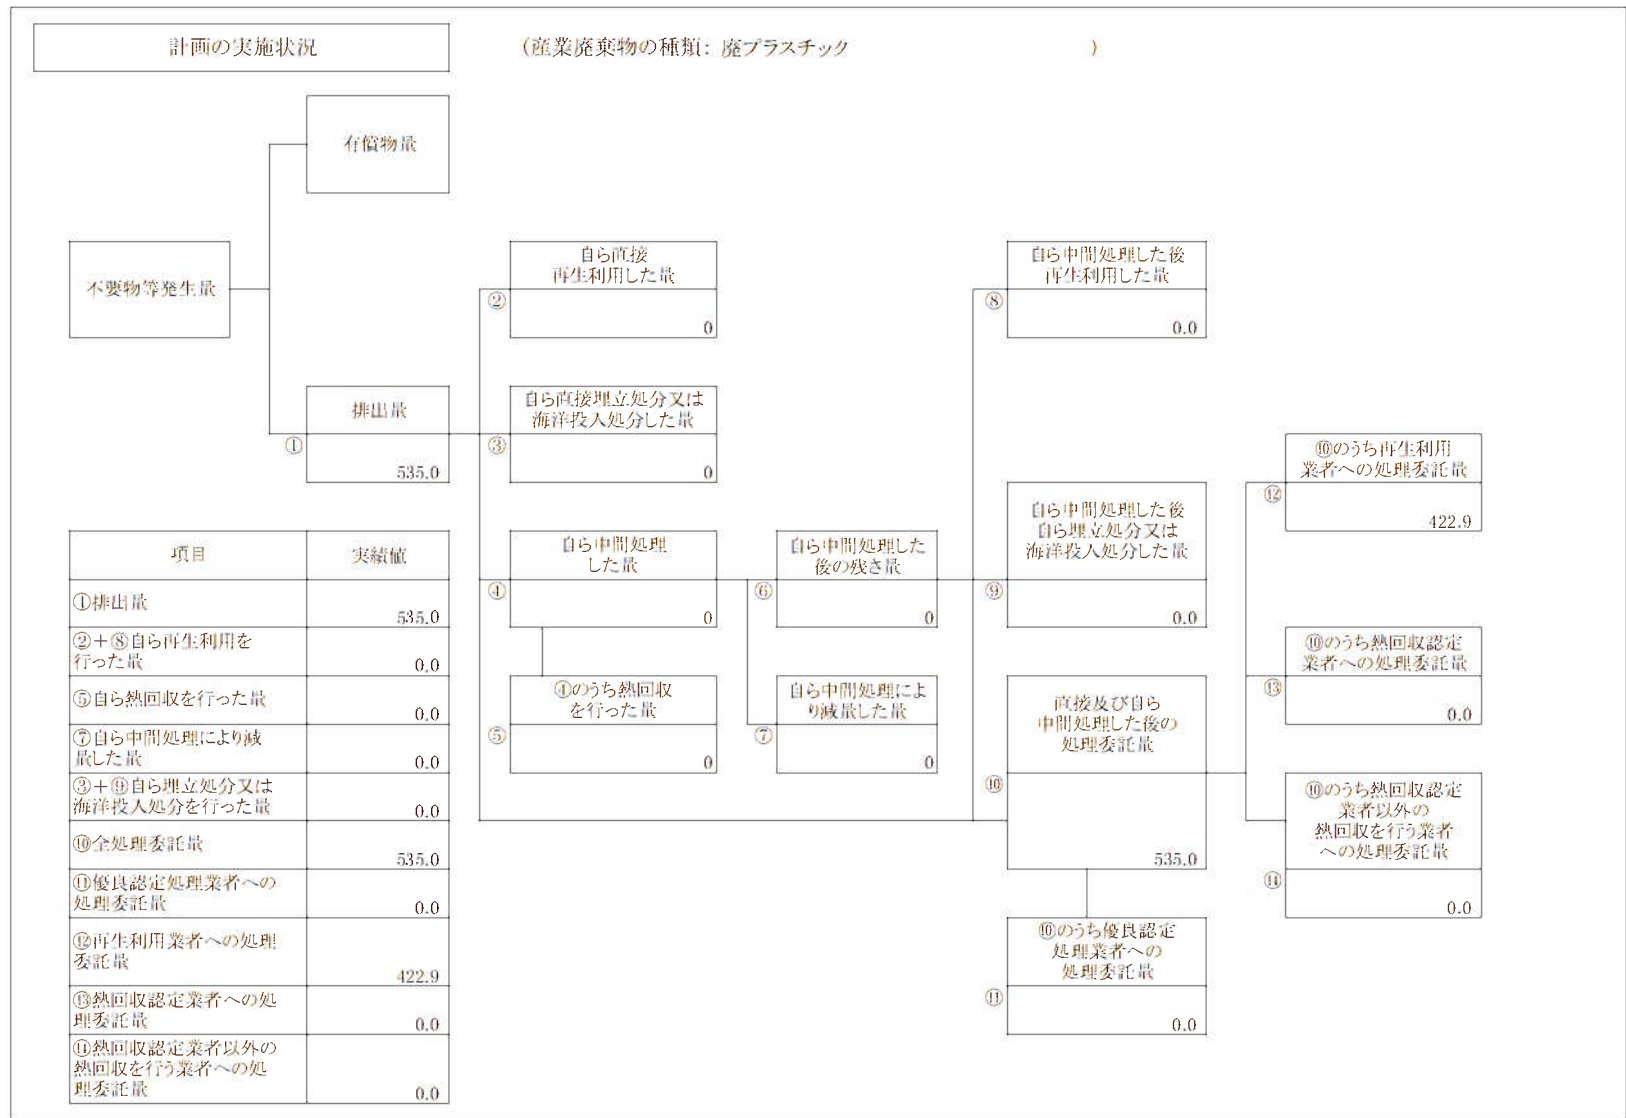 計画の実施状況
(産業廃棄物の種類: 廃プラスチック )
有償物量
不要物等発生量
自ら直接
再生利用した量
②
0
自ら中間処理した後
再生利用した量
⑧
0.0
排出量
①
535.0
自ら直接埋立処分又は
海洋投入処分した量
③
0
⑩のうち再生利用
業者への処理委託量
⑫
422.9
自ら中間処理
した量
④
0
自ら中間処理した
後の残さ量
⑥
0
自ら中間処理した後
自ら埋立処分又は
海洋投入処分した量
⑨
0.0
⑩のうち熱回収認定
業者への処理委託量
⑬
0.0
④のうち熱回収
を行った量
⑤
0
自ら中間処理によ
り減量した量
⑦
0
直接及び自ら
中間処理した後の
処理委託量
⑩
535.0
⑩のうち熱回収認定
業者以外の
熱回収を行う業者
への処理委託量
⑭
0.0
⑩のうち優良認定
処理業者への
処理委託量
⑪
0.0
項目 実績値
①排出量
535.0
②+⑧自ら再生利用を
行った量
0.0
⑤自ら熱回収を行った量
0.0
⑦自ら中間処理により減
量した量
0.0
③+⑨自ら埋立処分又は
海洋投入処分を行った量
0.0
⑩全処理委託量
535.0
⑪優良認定処理業者への
処理委託量
0.0
⑫再生利用業者への処理
委託量
422.9
⑬熱回収認定業者への処
理委託量
0.0
⑭熱回収認定業者以外の
熱回収を行う業者への処
理委託量
0.0